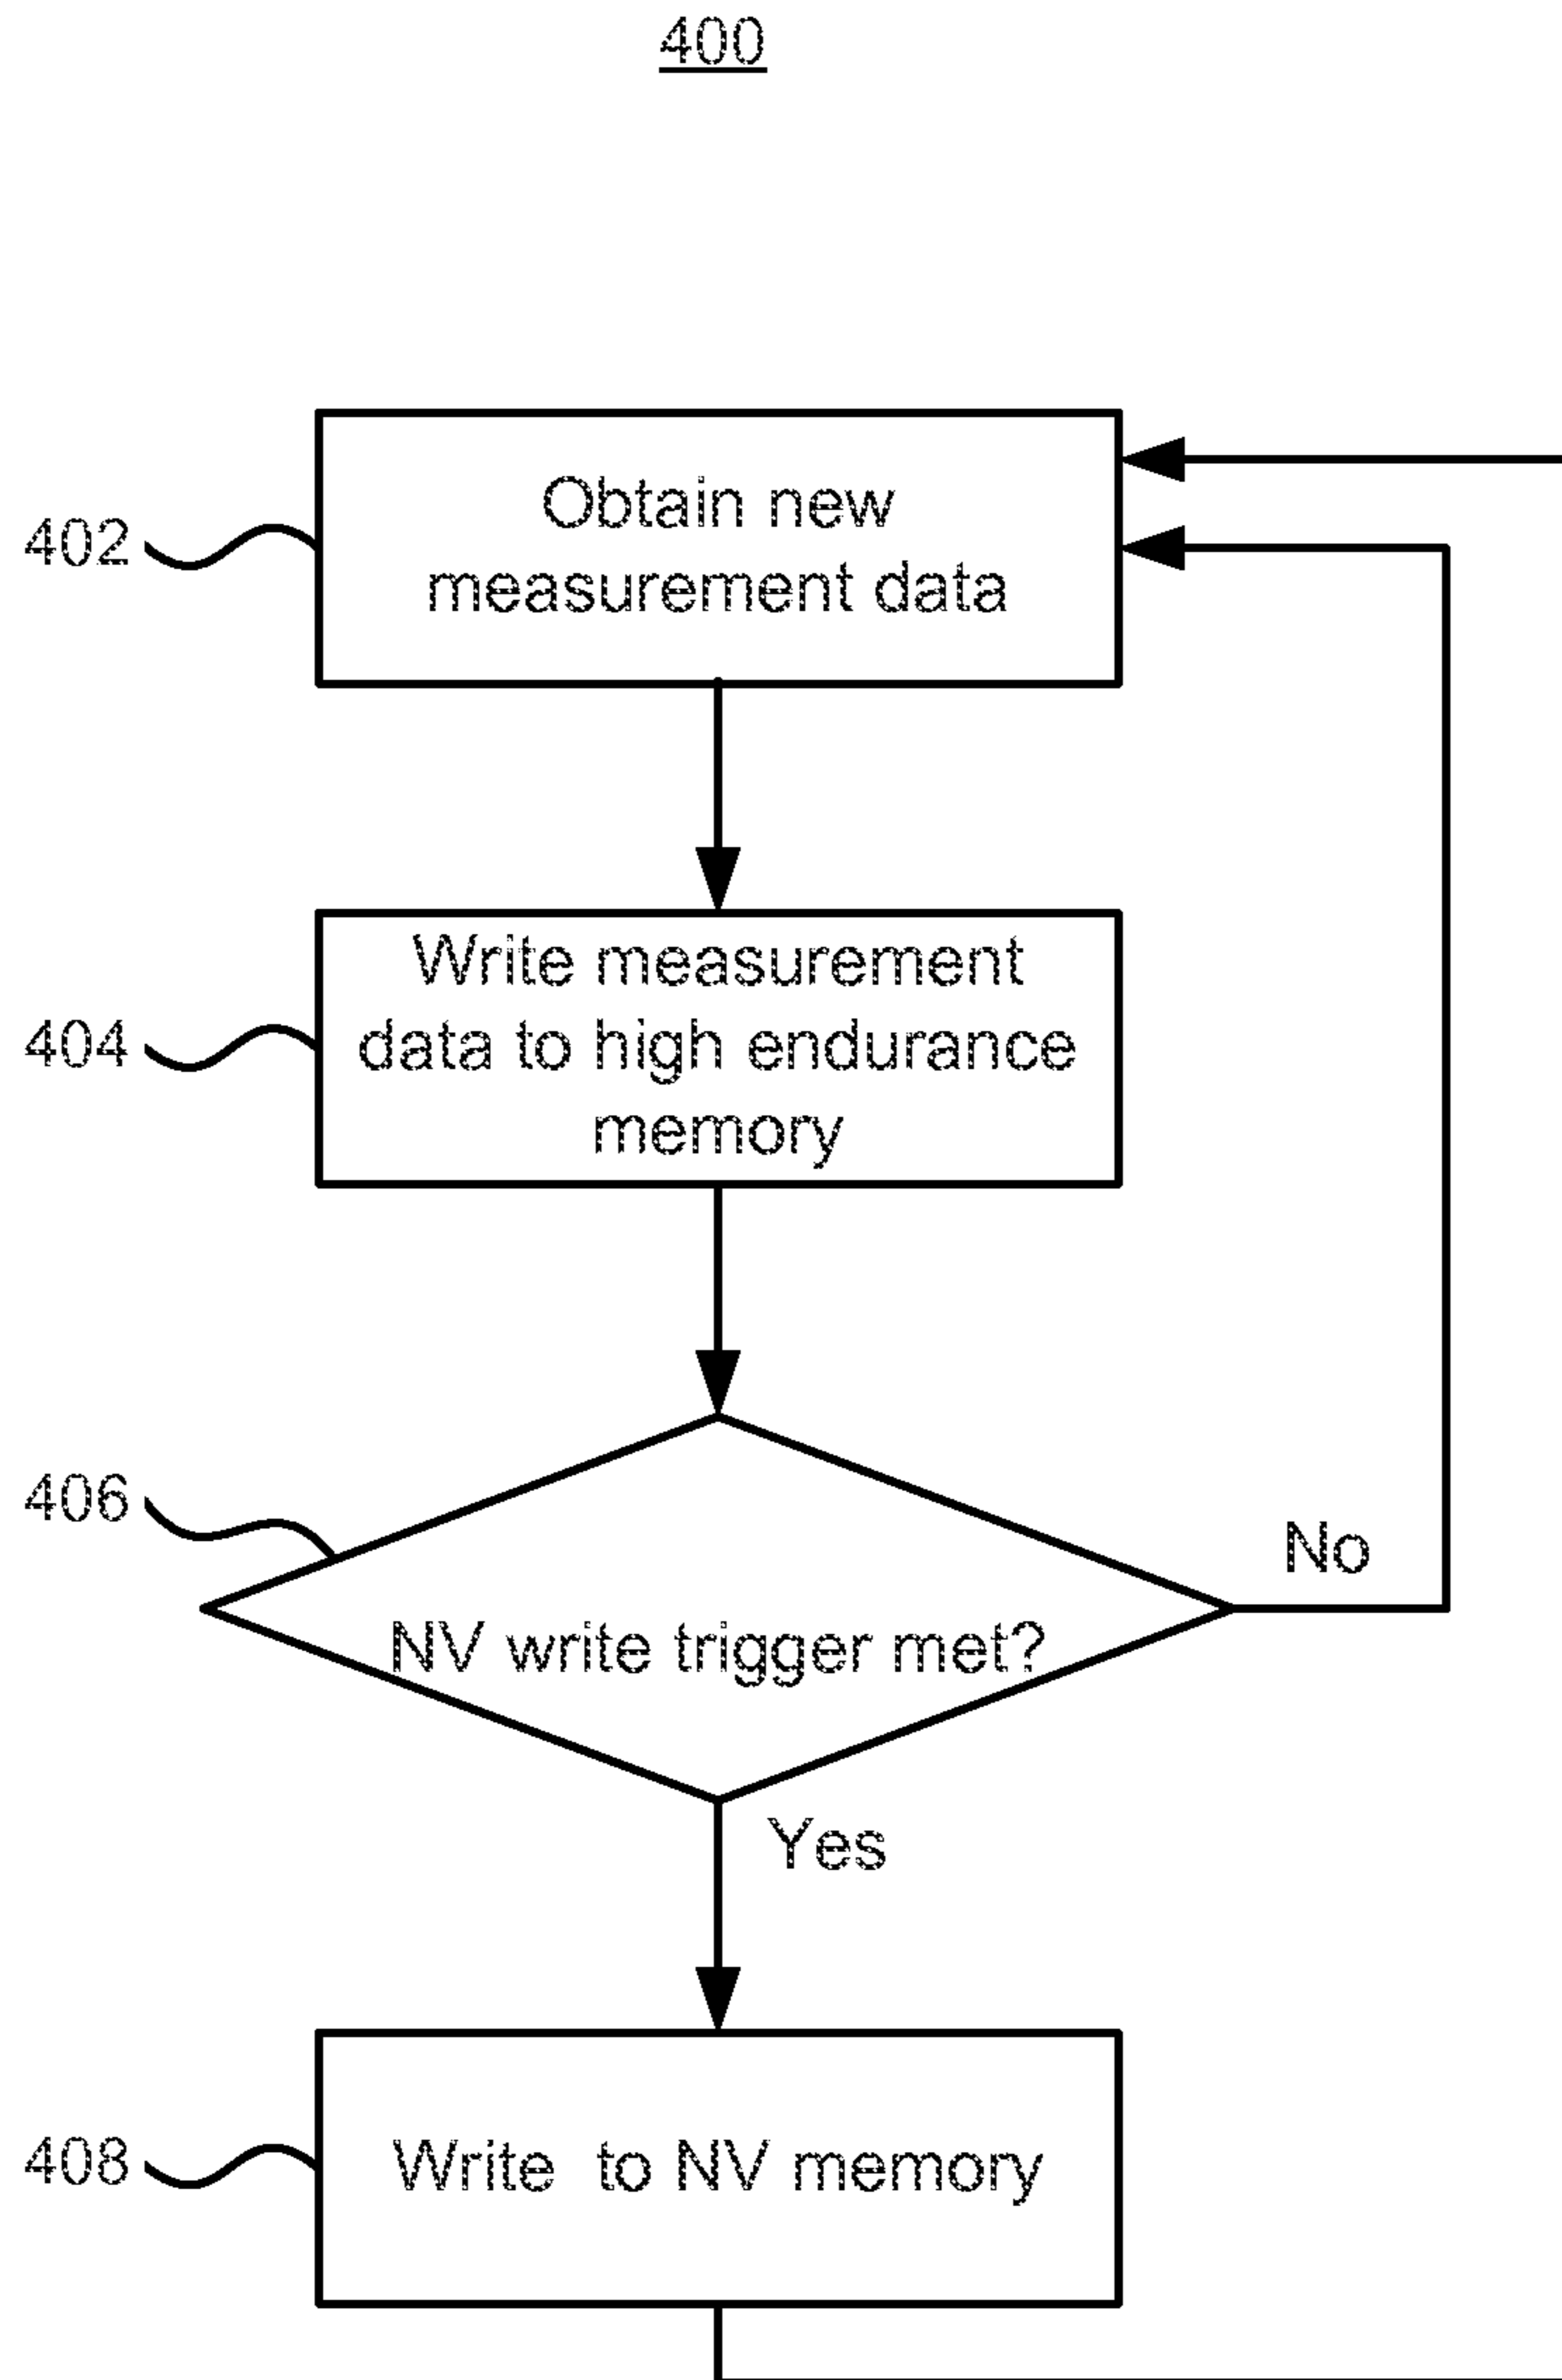 400
402
Obtain new
measurement data
404
Write measurement
data to high endurance
memory
406
NV write trigger met?
No
Yes
408
Write  to NV memory